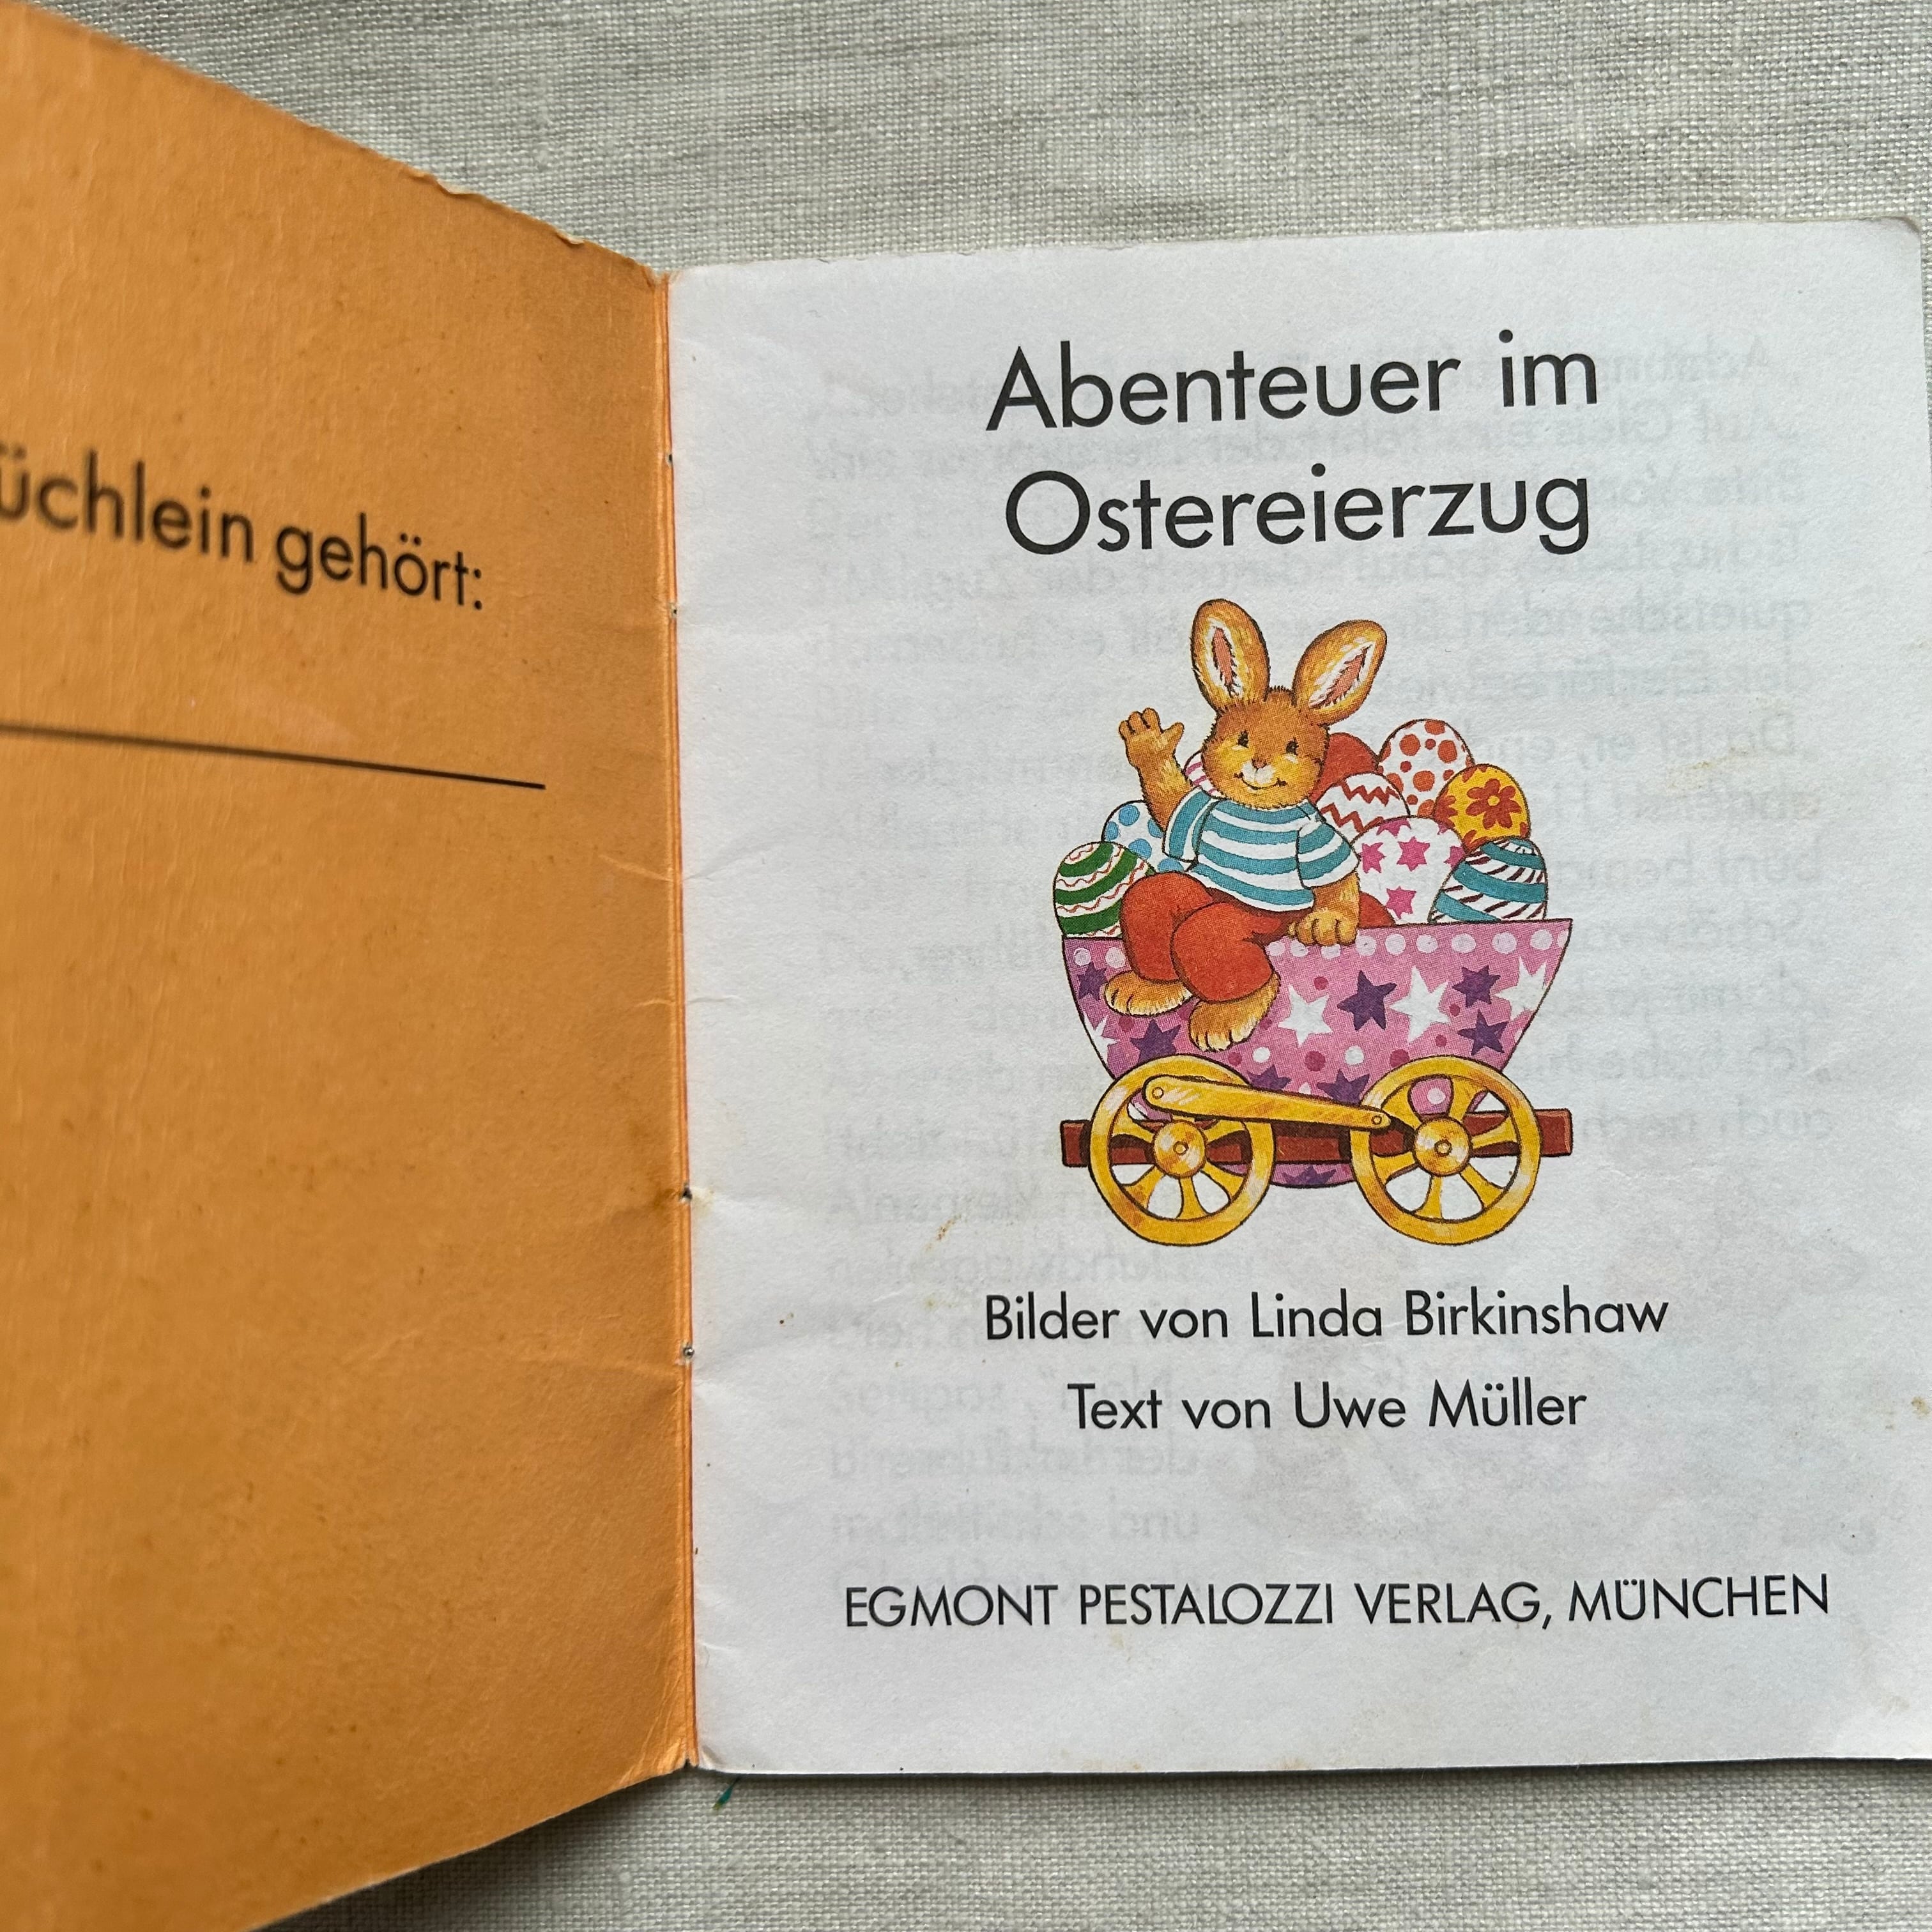 üchlein gehört:
Abenteuer im
Ostereierzug
Bilder von Linda Birkinshaw
Text von Uwe Müller
EGMONT PESTALOZZI VERLAG, MÜNCHEN